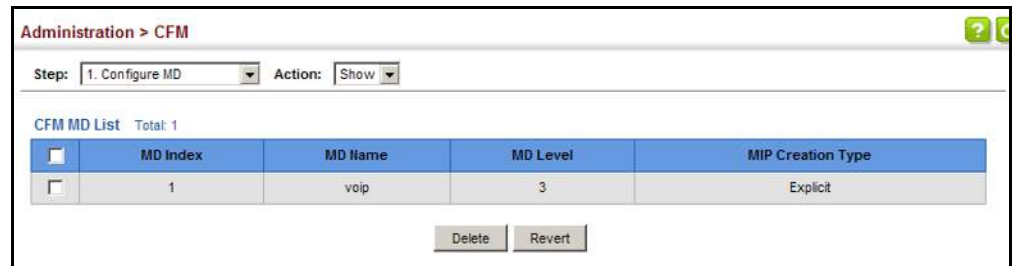 Administration > CFM
?
Step: 1. Configure MD Action: Show
CFM MD List Total: 1
MD Index MD Name MD Level MIP Creation Type
1 voip 3 Explicit
Delete Revert